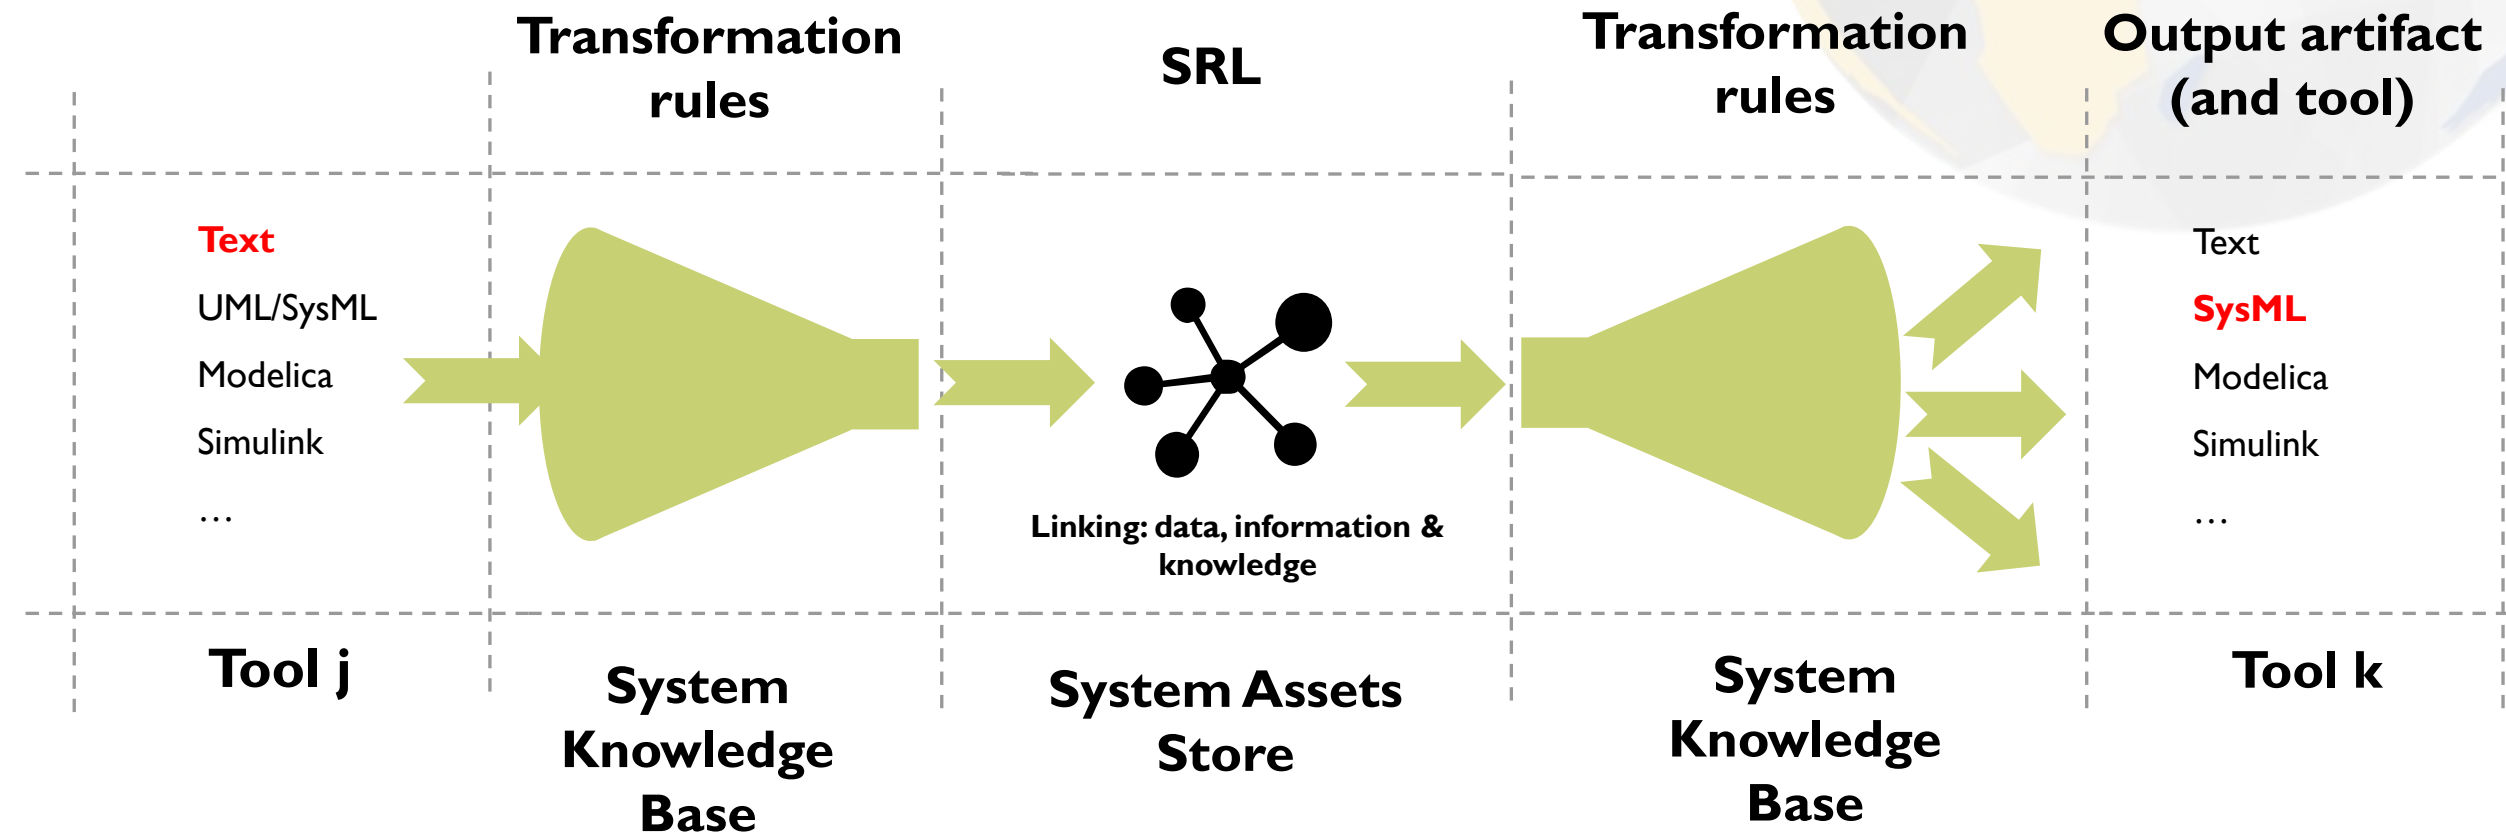 Transformation
rules
SRL
Transformation
rules
Output artifact
(and tool)
Text
UML/SysML
Modelica
Simulink
…
Linking: data, information &
knowledge
Text
SysML
Modelica
Simulink
…
Tool j
System
Knowledge
Base
System Assets
Store
System
Knowledge
Base
Tool k